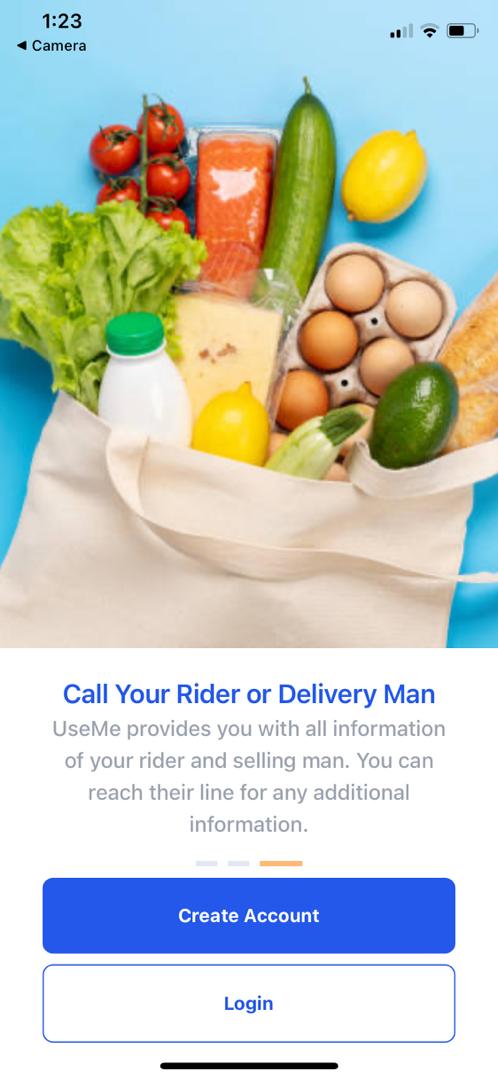 1:23
◀ Camera
Call Your Rider or Delivery Man
UseMe provides you with all information
of your rider and selling man. You can
reach their line for any additional
information.
Create Account
Login